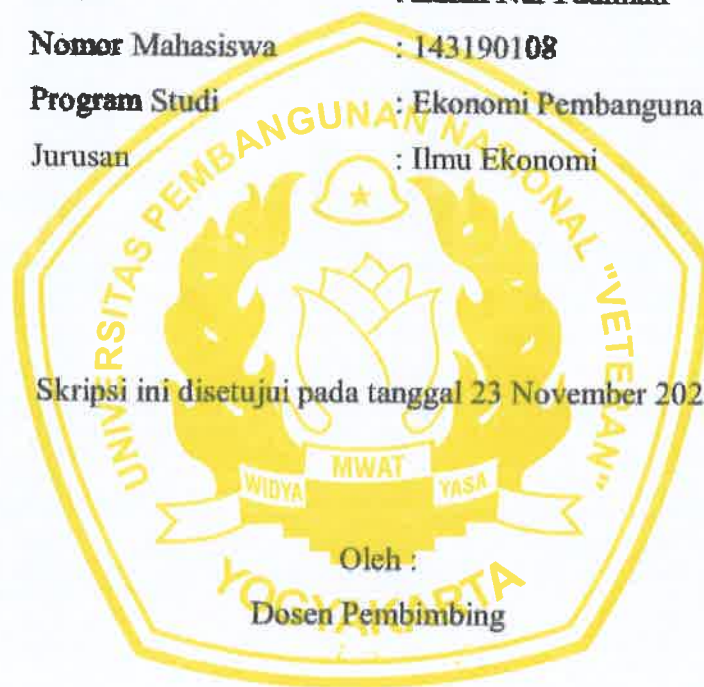 : Nur
Nomor Mahasiswa : 143190108
Program Studi : Ekonomi Pembanguna
Jurusan : Ilmu Ekonomi
UNIVERSITAS PEMBANGUNAN NASIONAL "VETERAN"
Skripsi ini disetujui pada tanggal 23 November 202
WIDYA MWAT YASA
YOGYAKARTA
Oleh :
Dosen Pembimbing